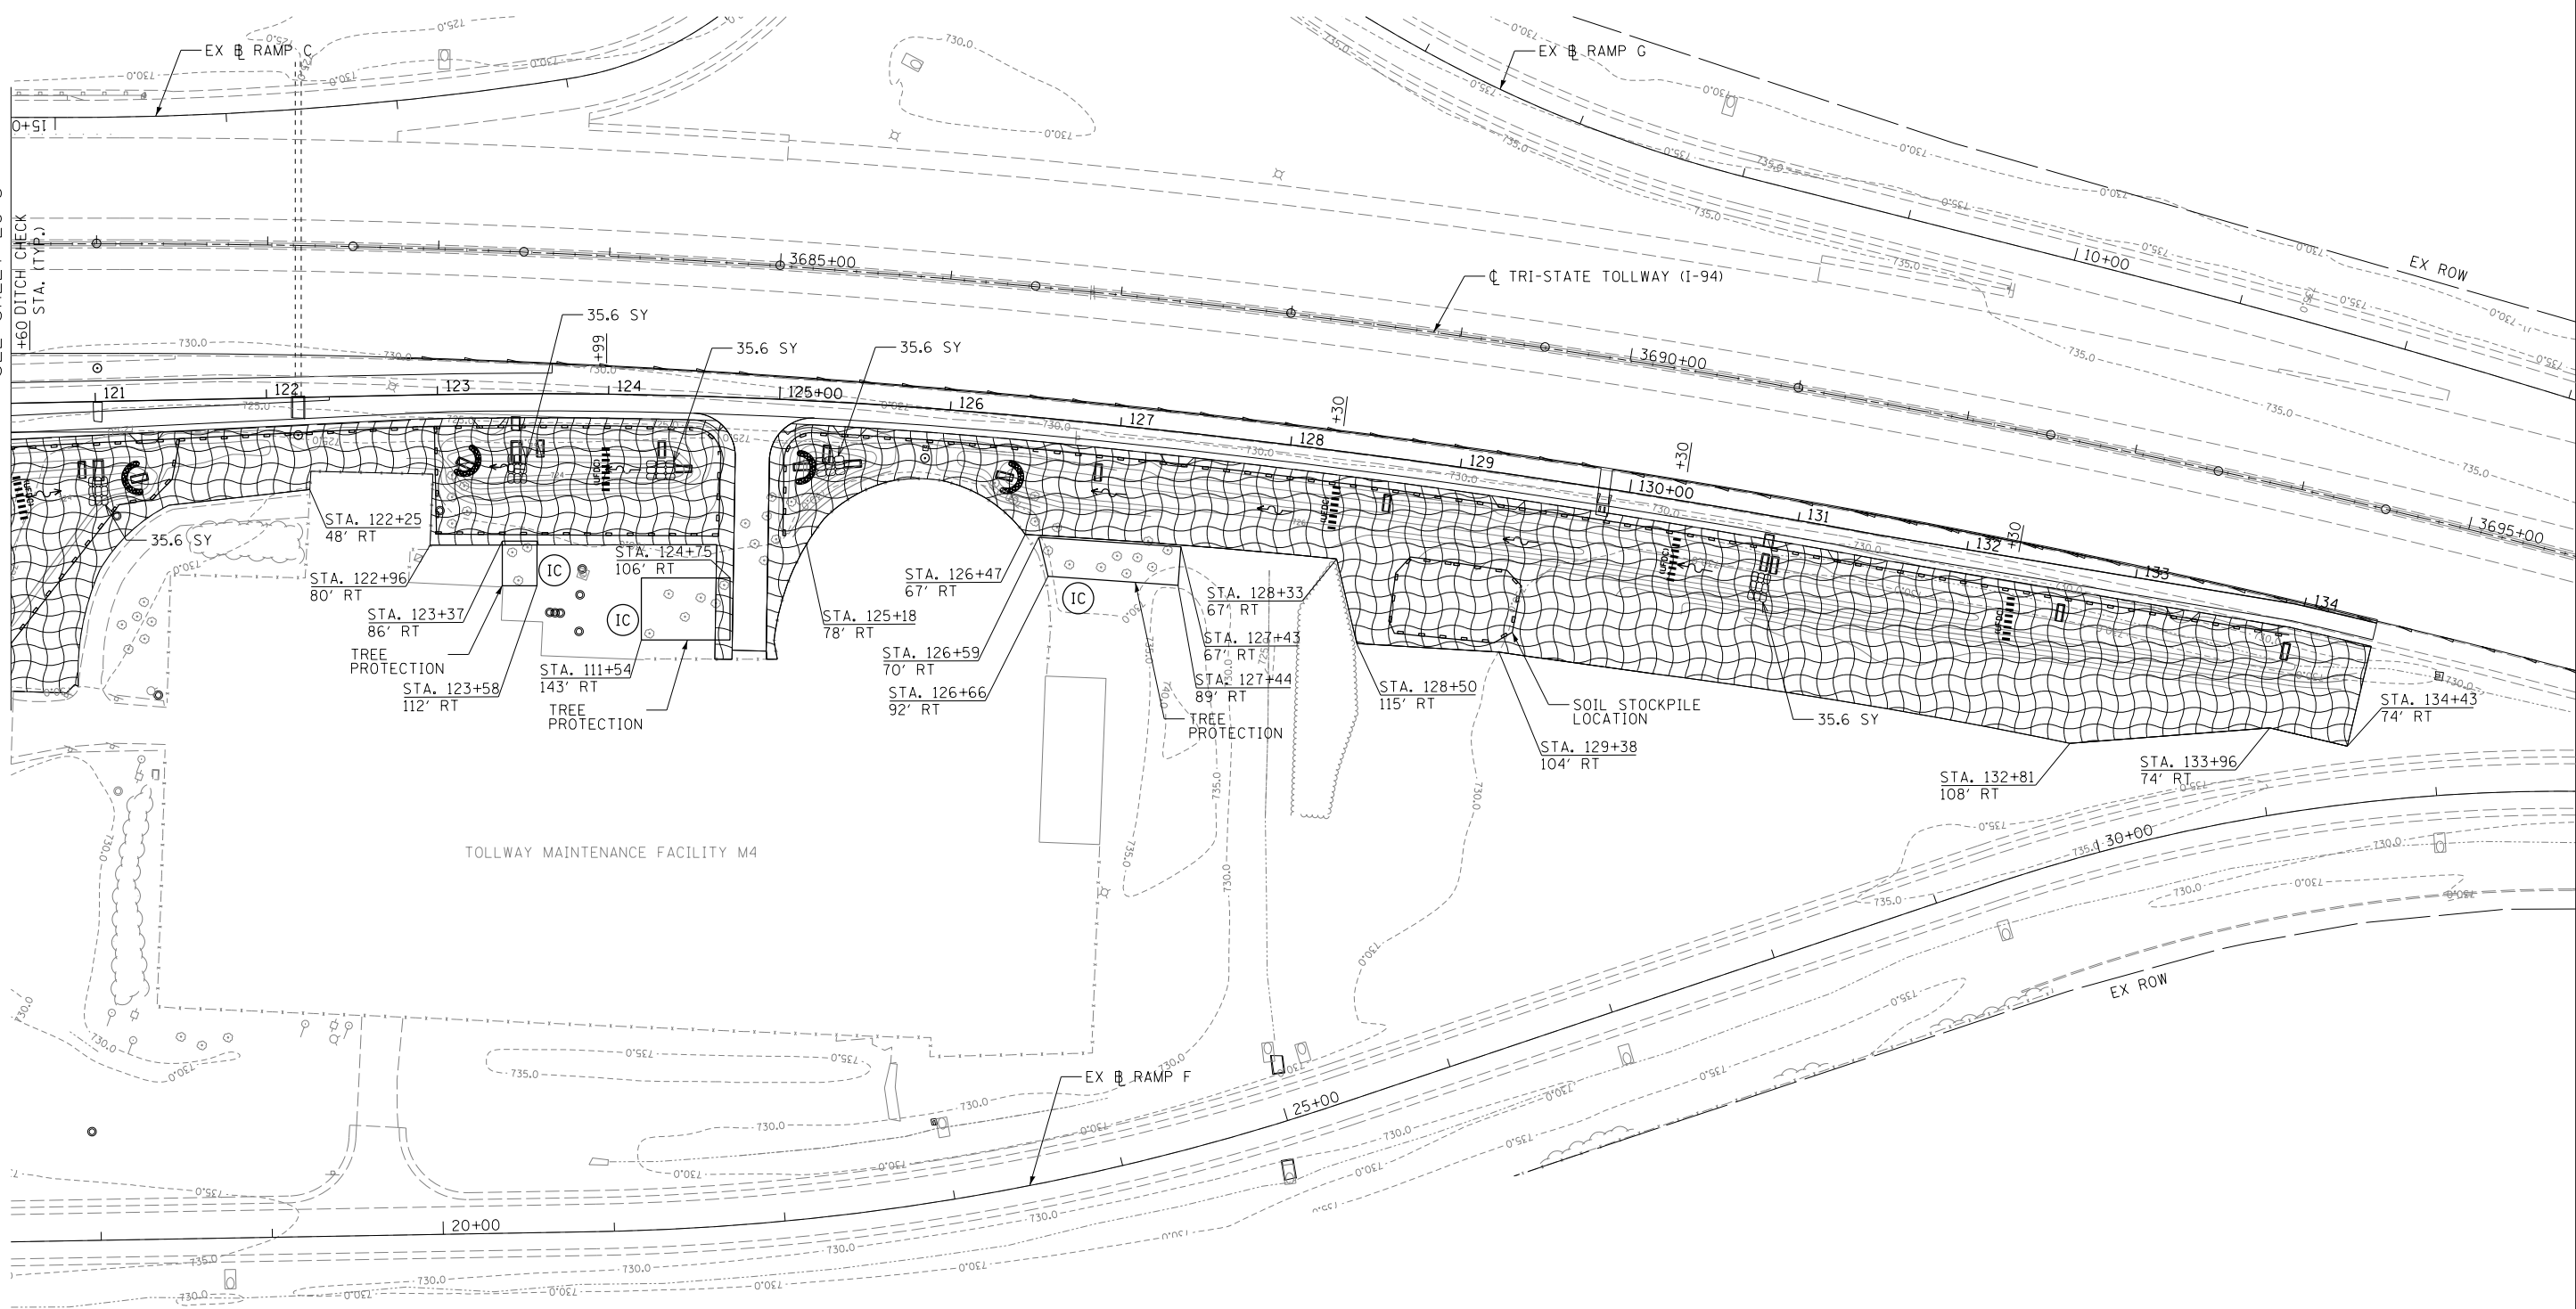 EX BL RAMP C
EX BL RAMP G
15+0
+60 DITCH CHECK
STA. (TYP.)
3685+00
℄ TRI-STATE TOLLWAY (I-94)
3690+00
3695+00
10+00
EX ROW
35.6 SY
35.6 SY
35.6 SY
+99
+30
+30
+30
121
122
123
124
125+00
126
127
128
129
130+00
131
132
133
134
35.6 SY
STA. 122+25
48' RT
STA. 122+96
80' RT
STA. 123+37
86' RT
TREE
PROTECTION
STA. 123+58
112' RT
IC
STA. 124+75
106' RT
IC
STA. 111+54
143' RT
TREE
PROTECTION
STA. 125+18
78' RT
STA. 126+47
67' RT
STA. 126+59
70' RT
STA. 126+66
92' RT
IC
STA. 128+33
67' RT
STA. 127+43
67' RT
STA. 127+44
89' RT
TREE
PROTECTION
STA. 128+50
115' RT
SOIL STOCKPILE
LOCATION
STA. 129+38
104' RT
35.6 SY
STA. 132+81
108' RT
STA. 133+96
74' RT
STA. 134+43
74' RT
TOLLWAY MAINTENANCE FACILITY M4
EX BL RAMP F
20+00
25+00
30+00
EX ROW
725.0
730.0
735.0
740.0